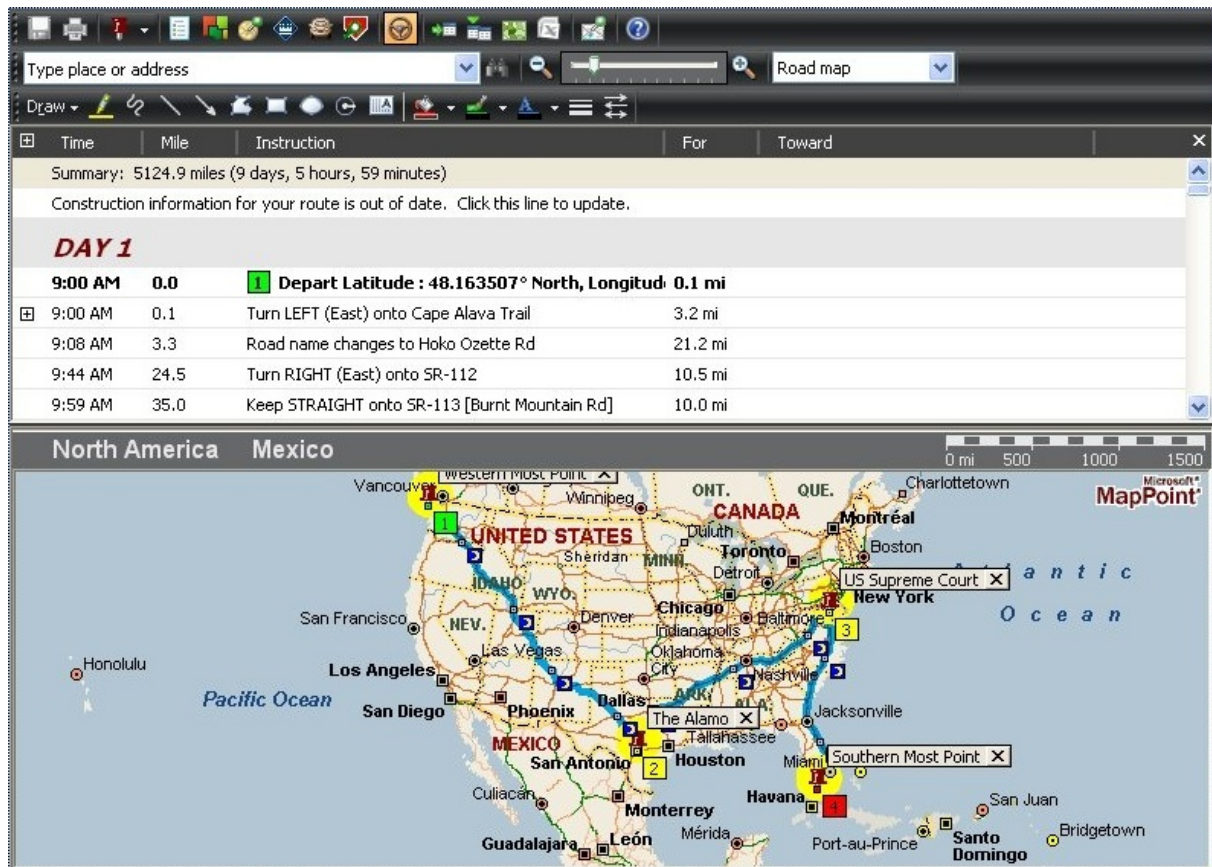 Type place or address
Road map
Draw
Time Mile Instruction For Toward
Summary: 5124.9 miles (9 days, 5 hours, 59 minutes)
Construction information for your route is out of date. Click this line to update.
DAY 1
9:00 AM 0.0 1 Depart Latitude : 48.163507° North, Longitud 0.1 mi
9:00 AM 0.1 Turn LEFT (East) onto Cape Alava Trail 3.2 mi
9:08 AM 3.3 Road name changes to Hoko Ozette Rd 21.2 mi
9:44 AM 24.5 Turn RIGHT (East) onto SR-112 10.5 mi
9:59 AM 35.0 Keep STRAIGHT onto SR-113 [Burnt Mountain Rd] 10.0 mi
North America Mexico
0 mi 500 1000 1500
Microsoft®
MapPoint®
Western Most Point
Vancouver
Winnipeg
ONT.
QUE.
Charlottetown
CANADA
Montréal
1
UNITED STATES
Duluth
Sheridan
MINN.
Toronto
Boston
Detroit
Atlantic
Ocean
IDAHO
WYO.
US Supreme Court
New York
San Francisco
NEV.
Denver
Chicago
Indianapolis
Baltimore
3
Honolulu
Las Vegas
Oklahoma
City
Los Angeles
Nashville
Pacific Ocean
San Diego
Phoenix
Dallas
ARK.
ALA.
The Alamo
Jacksonville
Tallahassee
MEXICO
San Antonio
2
Houston
Miami
Southern Most Point
Culiacán
Monterrey
Havana
4
San Juan
Guadalajara
León
Mérida
Port-au-Prince
Santo
Domingo
Bridgetown